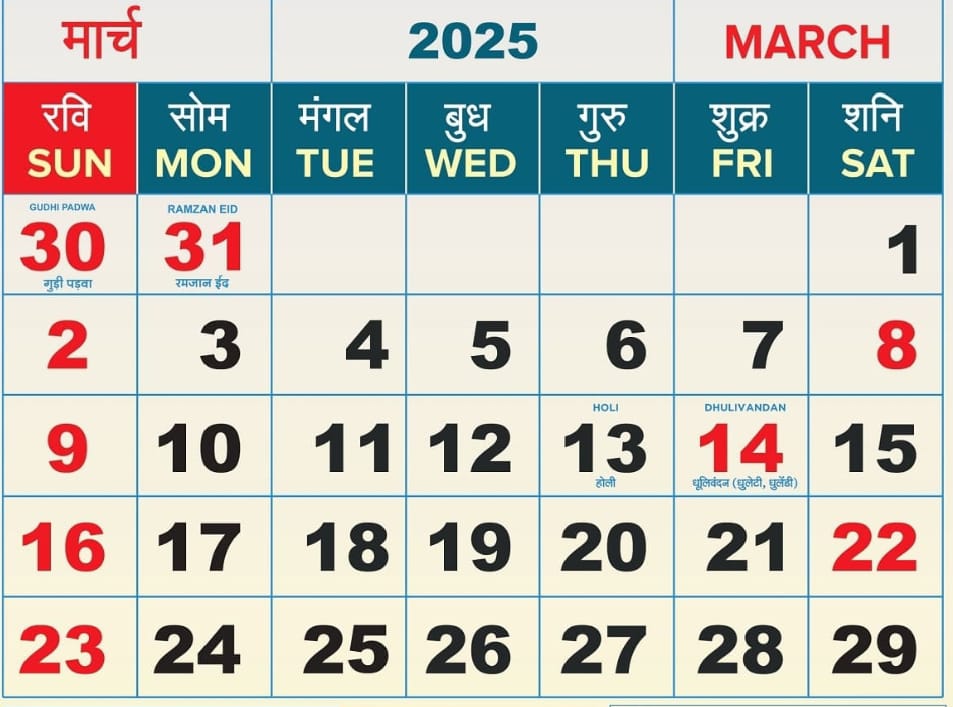 मार्च 2025 MARCH
रवि सोम मंगल बुध गुरु शुक्र शनि
SUN MON TUE WED THU FRI SAT
GUDHI PADWA RAMZAN EID
30 31 1
गुड़ी पड़वा रमजान ईद
2 3 4 5 6 7 8
HOLI DHULIVANDAN
9 10 11 12 13 14 15
होली धूलिवंदन (धुलेटी, धुलेंडी)
16 17 18 19 20 21 22
23 24 25 26 27 28 29